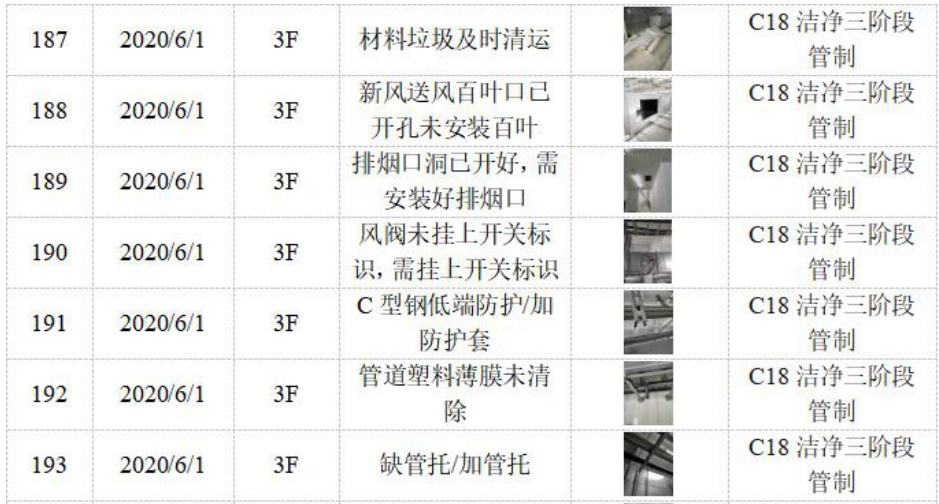 187 2020/6/1 3F 材料垃圾及时清运 C18 洁净三阶段
管制
188 2020/6/1 3F 新风送风百叶口已 C18 洁净三阶段
开孔未安装百叶 管制
189 2020/6/1 3F 排烟口洞已开好，需 C18 洁净三阶段
安装好排烟口 管制
190 2020/6/1 3F 风阀未挂上开关标 C18 洁净三阶段
识，需挂上开关标识 管制
191 2020/6/1 3F C 型钢低端防护/加 C18 洁净三阶段
防护套 管制
192 2020/6/1 3F 管道塑料薄膜未清 C18 洁净三阶段
除 管制
193 2020/6/1 3F 缺管托/加管托 C18 洁净三阶段
管制